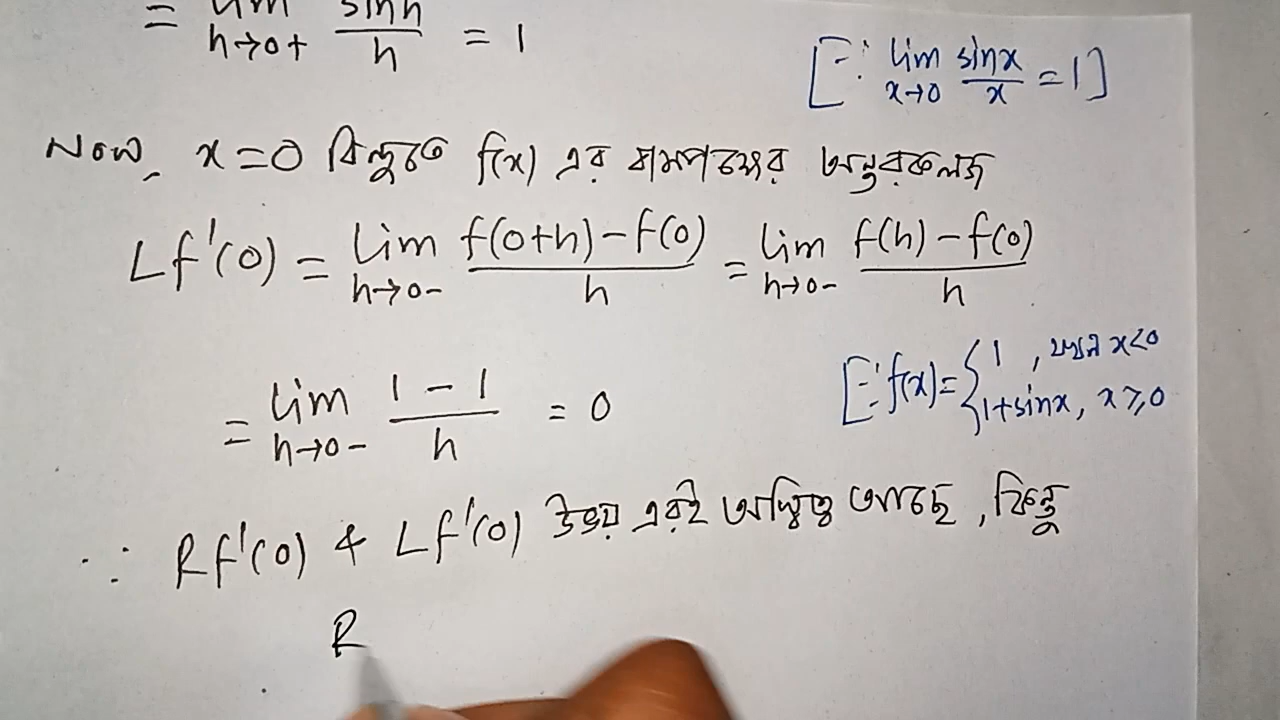 = lim h→0+ sinh/h = 1
[∵ lim x→0 sinx/x = 1]
Now, x=0 বিন্দুতে f(x) এর বামপক্ষের অন্তরকলজ
Lf'(0) = lim h→0- f(0+h)-f(0)/h = lim h→0- f(h)-f(0)/h
= lim h→0- 1-1/h = 0
[∵ f(x)= { 1, যখন x<0
1+sinx, x≥0
∴ Rf'(0) & Lf'(0) উভয় এরই অস্তিত্ব আছে, কিন্তু
R